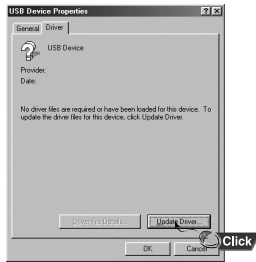 USB Device Properties
General Driver
USB Device
Provider:
Date:
No driver files are required or have been loaded for this device. To
update the driver files for this device, click Update Driver.
Driver File Details... Update Driver...
Click
OK Cancel